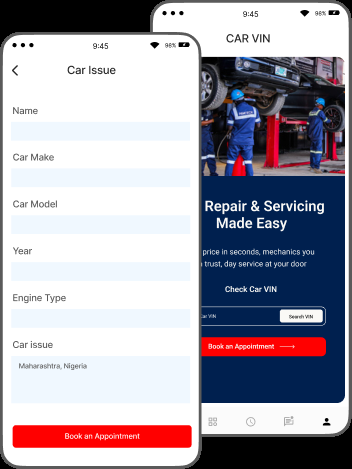 9:45
96%
Car Issue
Name
Car Make
Car Model
Year
Engine Type
Car issue
Maharashtra, Nigeria
Book an Appointment
9:45
96%
CAR VIN
Repair & Servicing
Made Easy
price in seconds, mechanics you
trust, day service at your door
Check Car VIN
Car VIN
Search VIN
Book an Appointment